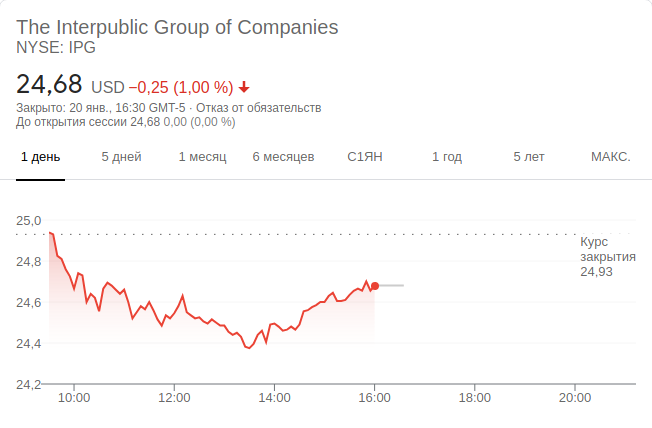 The Interpublic Group of Companies
NYSE: IPG
24,68 USD −0,25 (1,00 %)
Закрыто: 20 янв., 16:30 GMT-5 · Отказ от обязательств
До открытия сессии 24,68 0,00 (0,00 %)
1 день 5 дней 1 месяц 6 месяцев С1ЯН 1 год 5 лет МАКС.
25,0
Курс
закрытия
24,93
24,8
24,6
24,4
24,2
10:00 12:00 14:00 16:00 18:00 20:00